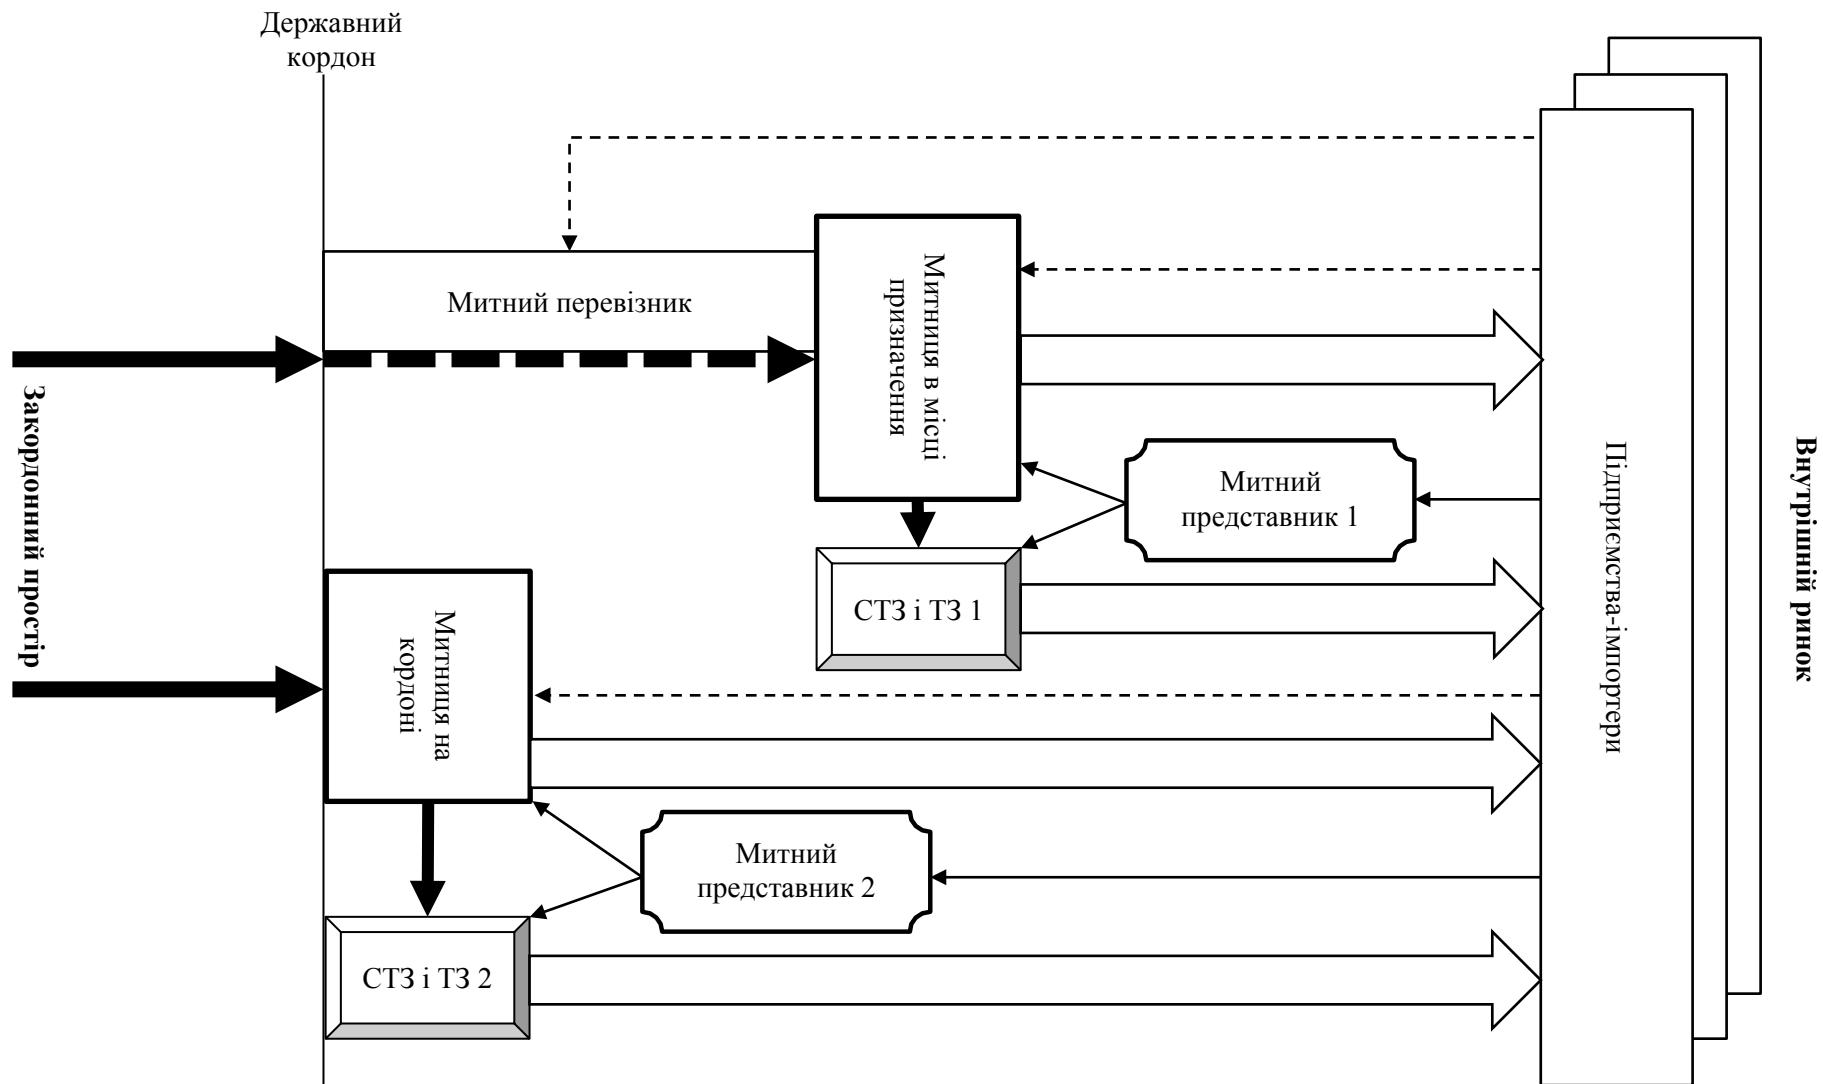 Державний
кордон
Митний перевізник
Митниця в місці
призначення
Закордонний простір
Митний
представник 1
Підприємства-імпортери
Внутрішній ринок
СТЗ і ТЗ 1
Митниця на
кордоні
Митний
представник 2
СТЗ і ТЗ 2